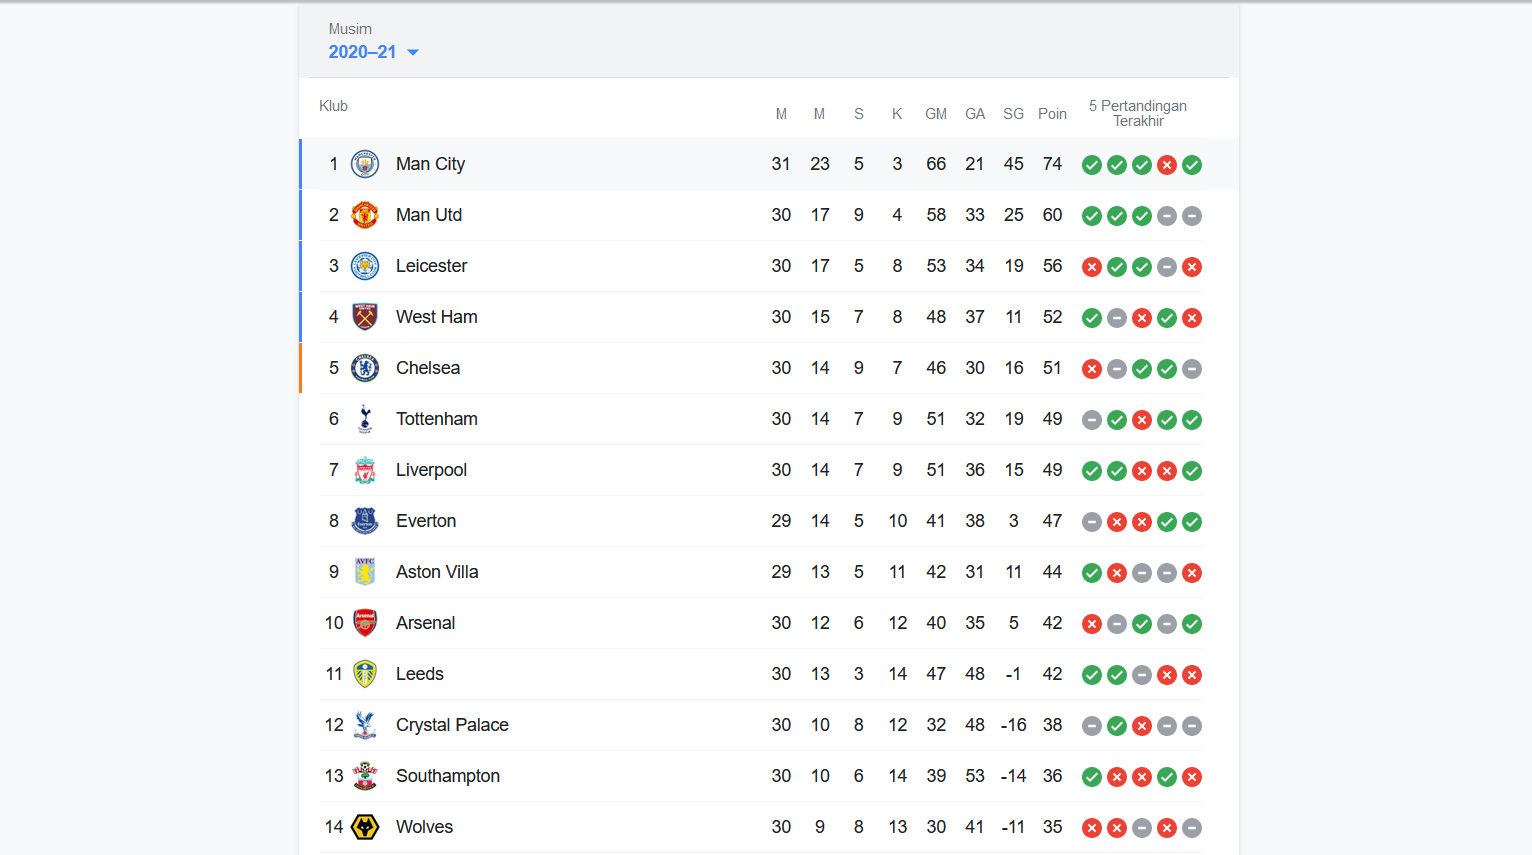 Musim
2020–21
Klub M M S K GM GA SG Poin 5 Pertandingan
Terakhir
1 Man City 31 23 5 3 66 21 45 74
2 Man Utd 30 17 9 4 58 33 25 60
3 Leicester 30 17 5 8 53 34 19 56
4 West Ham 30 15 7 8 48 37 11 52
5 Chelsea 30 14 9 7 46 30 16 51
6 Tottenham 30 14 7 9 51 32 19 49
7 Liverpool 30 14 7 9 51 36 15 49
8 Everton 29 14 5 10 41 38 3 47
9 Aston Villa 29 13 5 11 42 31 11 44
10 Arsenal 30 12 6 12 40 35 5 42
11 Leeds 30 13 3 14 47 48 -1 42
12 Crystal Palace 30 10 8 12 32 48 -16 38
13 Southampton 30 10 6 14 39 53 -14 36
14 Wolves 30 9 8 13 30 41 -11 35